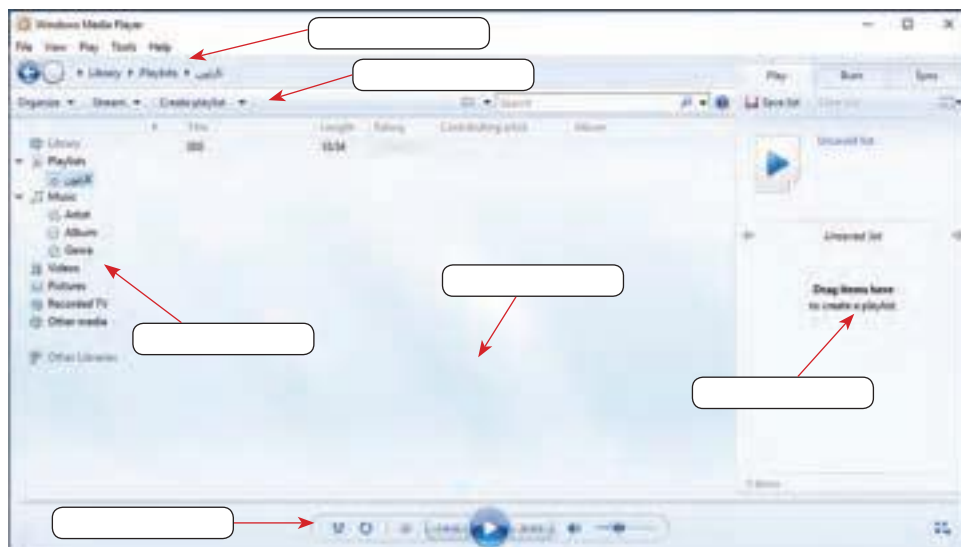 Windows Media Player
File View Play Tools Help
Library Playlists
Play Burn Sync
Organize Stream Create playlist Search Save list
Title Length Rating Contributing artist Album
Library
Playlists
Music
Artist
Album
Genre
Videos
Pictures
Recorded TV
Other media
Other Libraries
Unsaved list
Unsaved list
Drag items here
to create a playlist